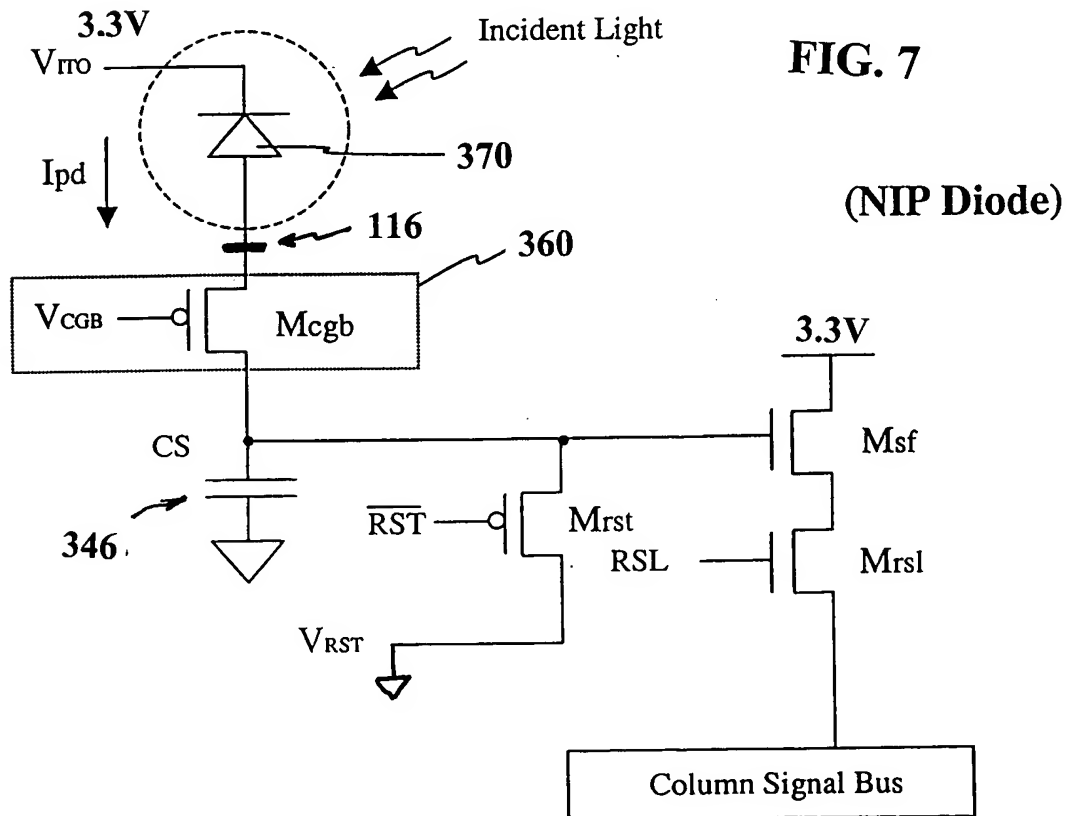 3.3V
Incident Light
FIG. 7
VITO
370
Ipd
(NIP Diode)
116
360
VCGB
Mcgb
3.3V
CS
Msf
346
R̅S̅T̅
Mrst
RSL
Mrsl
VRST
Column Signal Bus